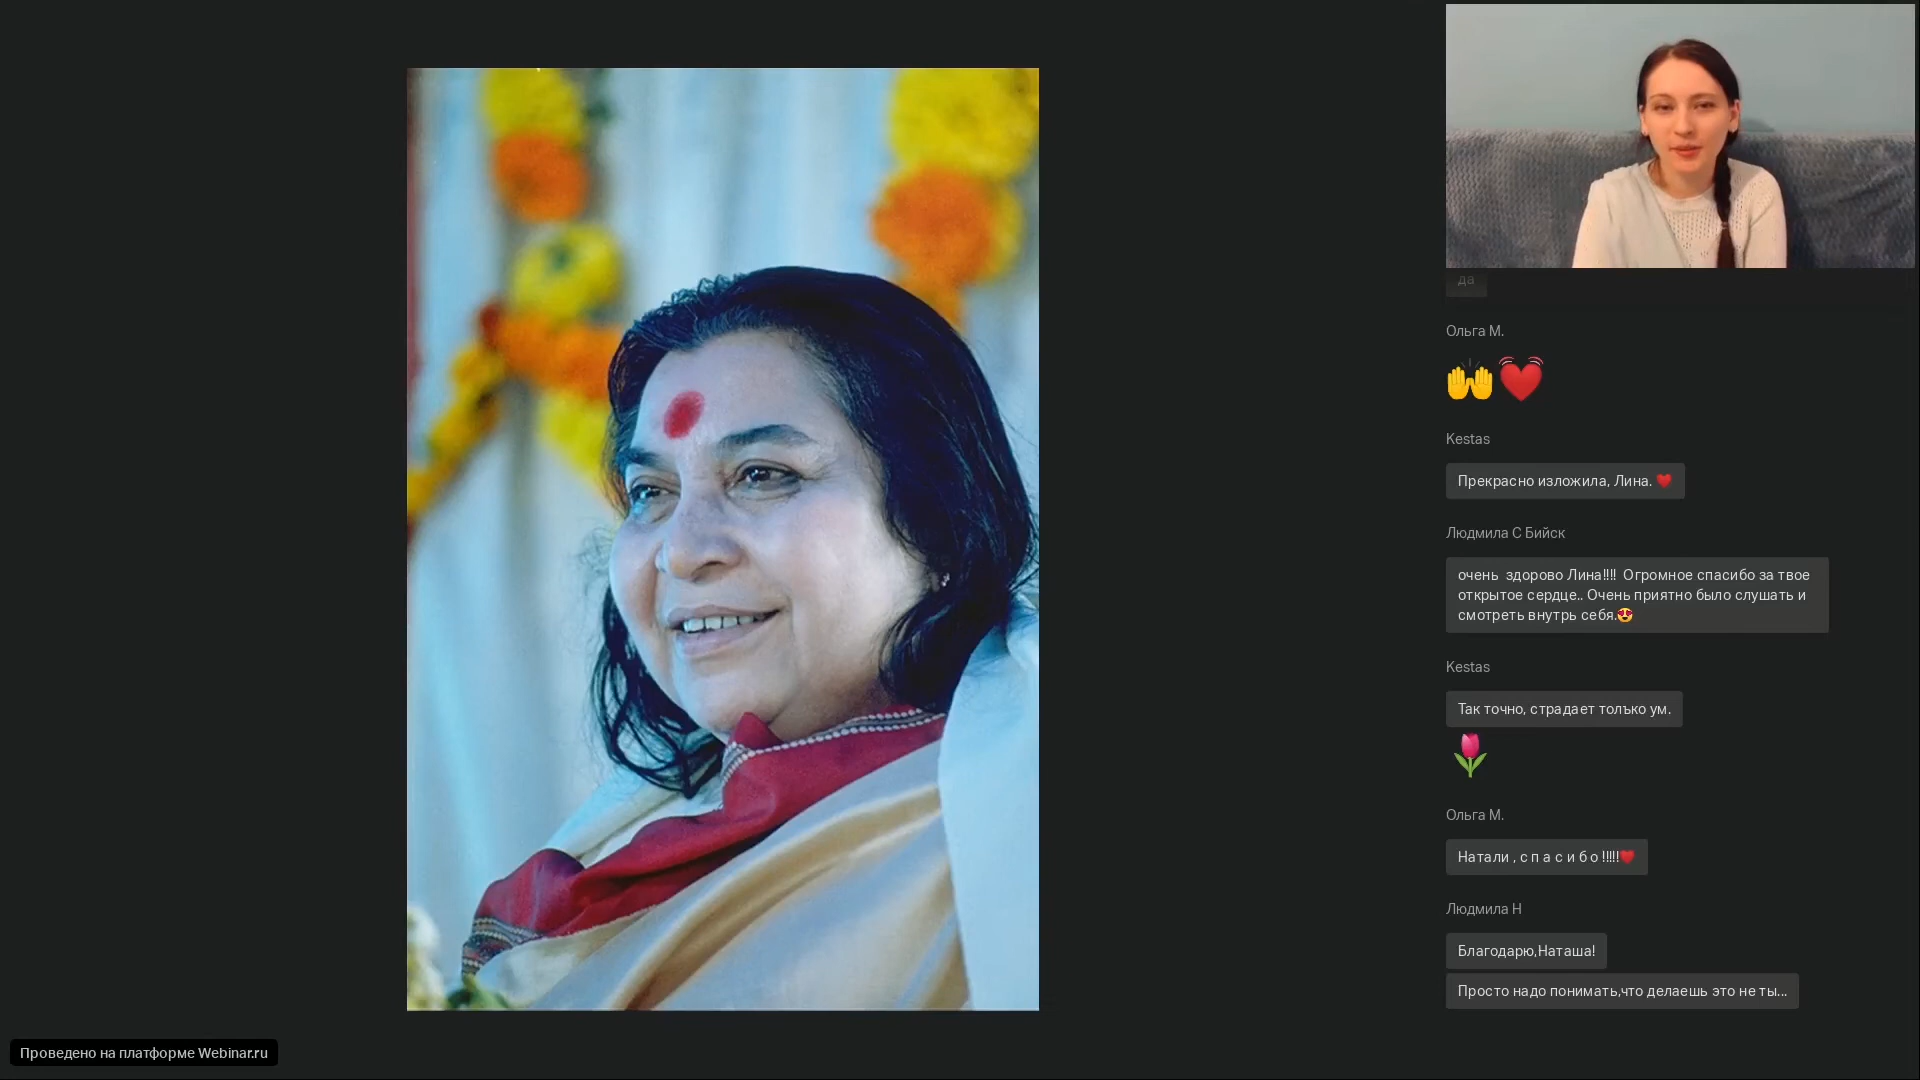 да
Ольга М.
Kestas
Прекрасно изложила, Лина. ❤️
Людмила С Бийск
очень здорово Лина!!!! Огромное спасибо за твое
открытое сердце.. Очень приятно было слушать и
смотреть внутрь себя.😍
Kestas
Так точно, страдает толъко ум.
Ольга М.
Натали , с п а с и б о !!!!!❤️
Людмила Н
Благодарю,Наташа!
Просто надо понимать,что делаешь это не ты...
Проведено на платформе Webinar.ru